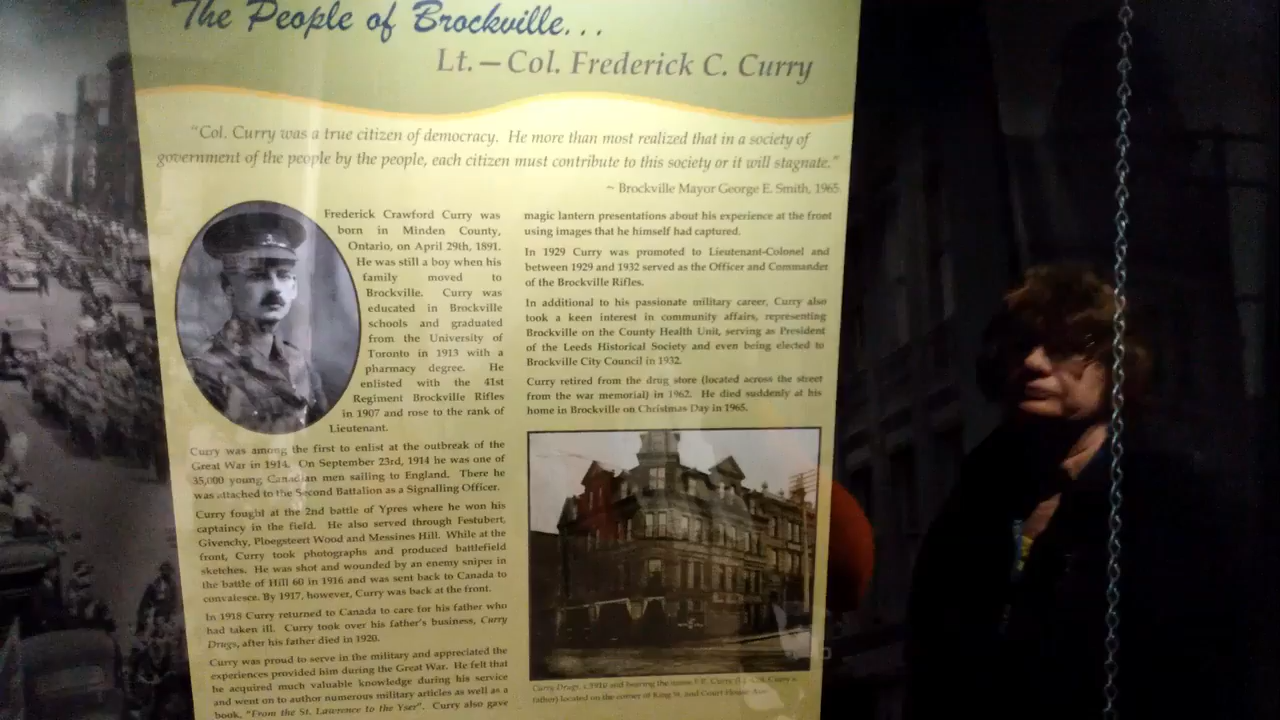 The People of Brockville...
Lt.—Col. Frederick C. Curry
"Col. Curry was a true citizen of democracy. He more than most realized that in a society of
government of the people by the people, each citizen must contribute to this society or it will stagnate."
~ Brockville Mayor George E. Smith, 1965.
Frederick Crawford Curry was
born in Minden County,
Ontario, on April 29th, 1891.
He was still a boy when his
family moved to
Brockville. Curry was
educated in Brockville
schools and graduated
from the University of
Toronto in 1913 with a
pharmacy degree. He
enlisted with the 41st
Regiment Brockville Rifles
in 1907 and rose to the rank of
Lieutenant.
Curry was among the first to enlist at the outbreak of the
Great War in 1914. On September 23rd, 1914 he was one of
35,000 young Canadian men sailing to England. There he
was attached to the Second Battalion as a Signalling Officer.
Curry fought at the 2nd battle of Ypres where he won his
captaincy in the field. He also served through Festubert,
Givenchy, Ploegsteert Wood and Messines Hill. While at the
front, Curry took photographs and produced battlefield
sketches. He was shot and wounded by an enemy sniper in
the battle of Hill 60 in 1916 and was sent back to Canada to
convalesce. By 1917, however, Curry was back at the front.
In 1918 Curry returned to Canada to care for his father who
had taken ill. Curry took over his father's business, Curry
Drugs, after his father died in 1920.
Curry was proud to serve in the military and appreciated the
experiences provided him during the Great War. He felt that
he acquired much valuable knowledge during his service
and went on to author numerous military articles as well as a
book, "From the St. Lawrence to the Yser". Curry also gave
magic lantern presentations about his experience at the front
using images that he himself had captured.
In 1929 Curry was promoted to Lieutenant-Colonel and
between 1929 and 1932 served as the Officer and Commander
of the Brockville Rifles.
In additional to his passionate military career, Curry also
took a keen interest in community affairs, representing
Brockville on the County Health Unit, serving as President
of the Leeds Historical Society and even being elected to
Brockville City Council in 1932.
Curry retired from the drug store (located across the street
from the war memorial) in 1962. He died suddenly at his
home in Brockville on Christmas Day in 1965.
Curry Drugs, c.1910 and bearing the name F.R. Curry (Lt. Col. Curry's
father) located on the corner of King St. and Court House Ave.